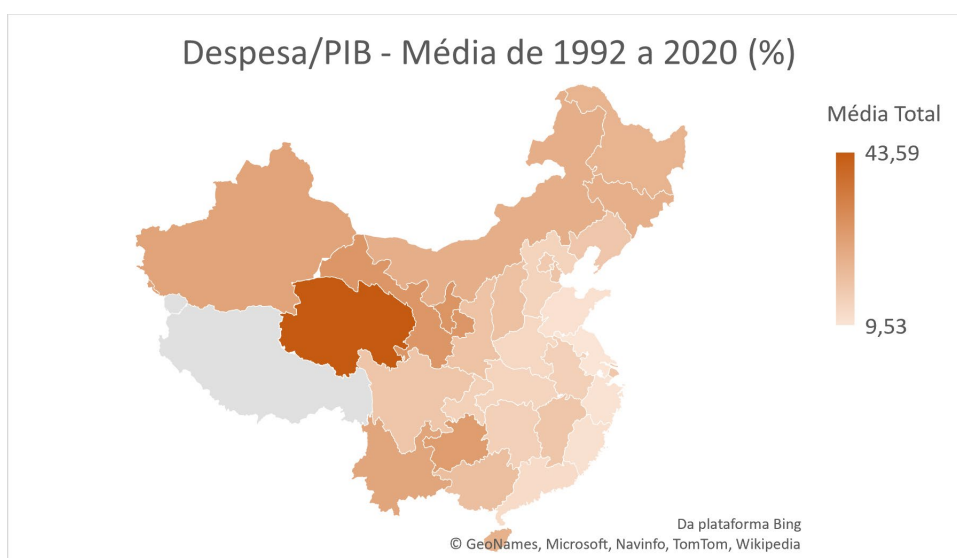 Despesa/PIB - Média de 1992 a 2020 (%)
Média Total
43,59
9,53
Da plataforma Bing
© GeoNames, Microsoft, Navinfo, TomTom, Wikipedia